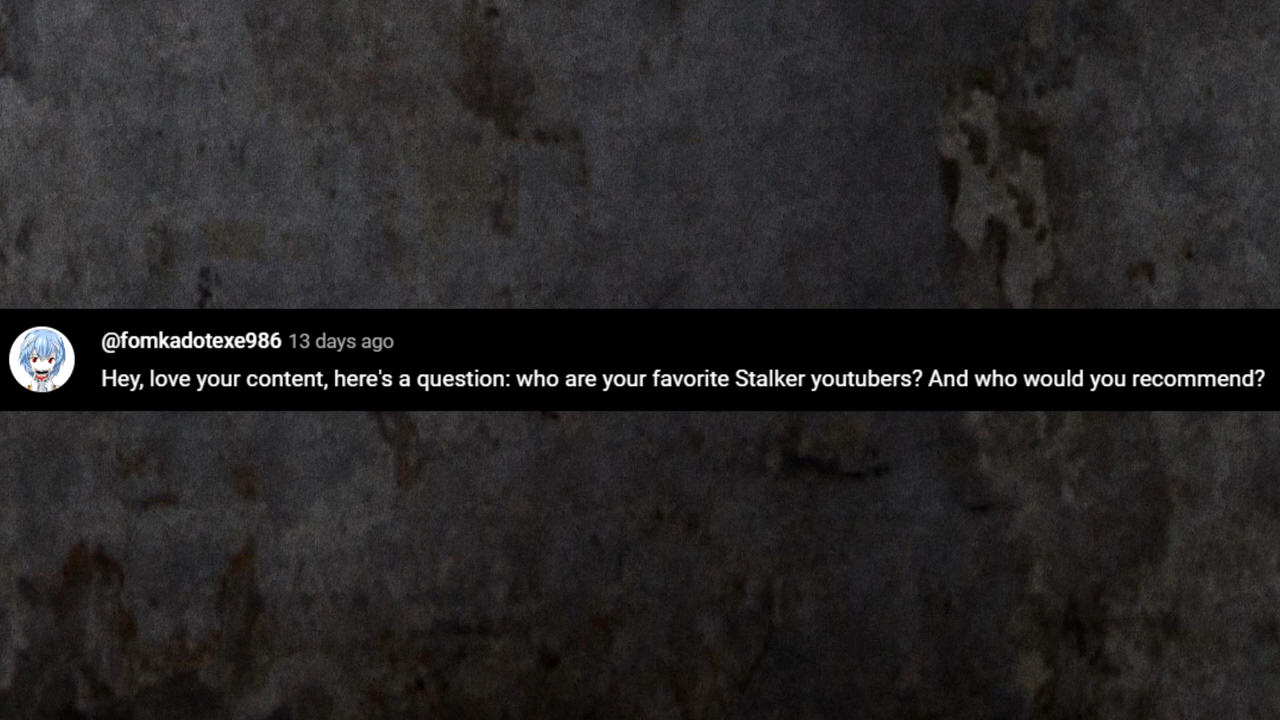 @fomkadotexe986 13 days ago
Hey, love your content, here's a question: who are your favorite Stalker youtubers? And who would you recommend?